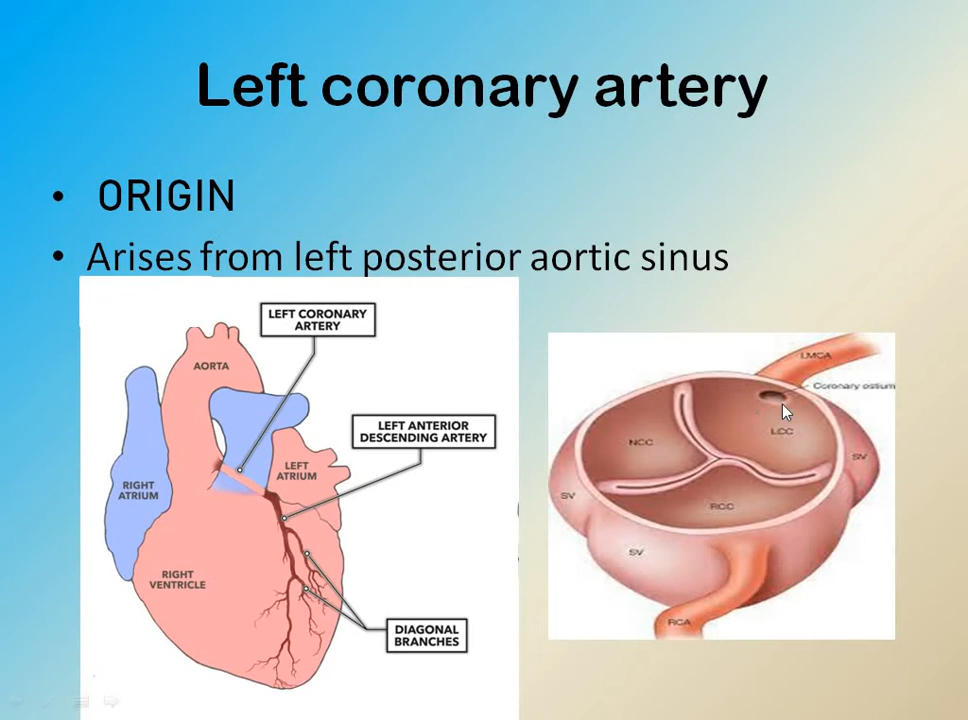 Left coronary artery
• ORIGIN
• Arises from left posterior aortic sinus
LEFT CORONARY
ARTERY
AORTA
LEFT ANTERIOR
DESCENDING ARTERY
LEFT
ATRIUM
RIGHT
ATRIUM
RIGHT
VENTRICLE
DIAGONAL
BRANCHES
LMCA
Coronary ostium
LCC
NCC
SV
SV
RCC
SV
RCA